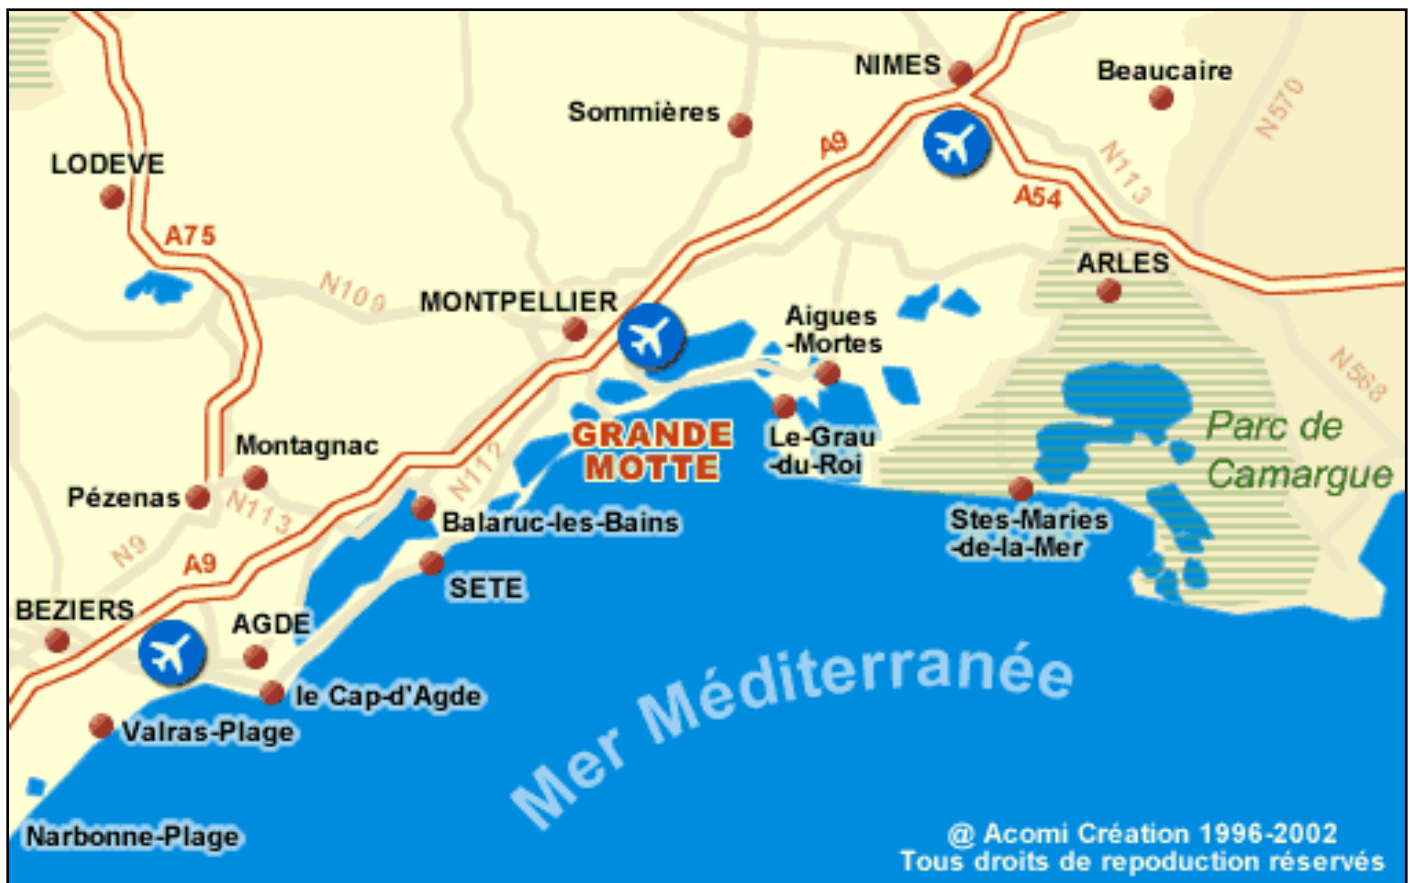 NIMES
Beaucaire
Sommières
N570
A9
N113
LODEVE
A54
A75
ARLES
N109
MONTPELLIER
Aigues
-Mortes
N568
GRANDE
MOTTE
Le-Grau
-du-Roi
Parc de
Camargue
Montagnac
N112
Pézenas
N113
Balaruc-les-Bains
Stes-Maries
-de-la-Mer
N9
A9
SETE
BEZIERS
AGDE
Mer Méditerranée
le Cap-d'Agde
Valras-Plage
Narbonne-Plage
@ Acomi Création 1996-2002
Tous droits de repoduction réservés